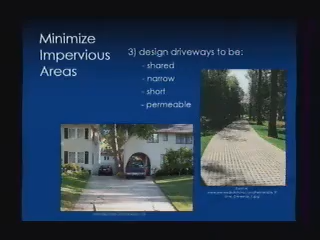 Minimize
Impervious
Areas
3) design driveways to be:
- shared
- narrow
- short
- permeable